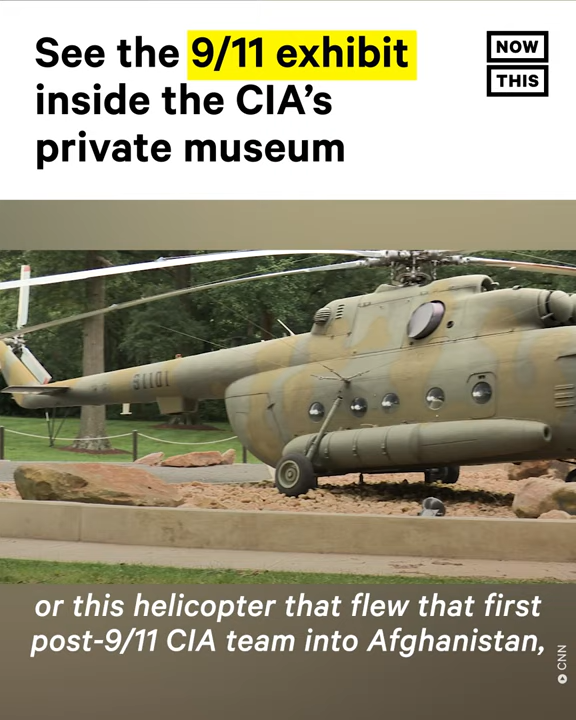 See the 9/11 exhibit
inside the CIA's
private museum
NOW
THIS
91101
or this helicopter that flew that first
post-9/11 CIA team into Afghanistan,
CNN